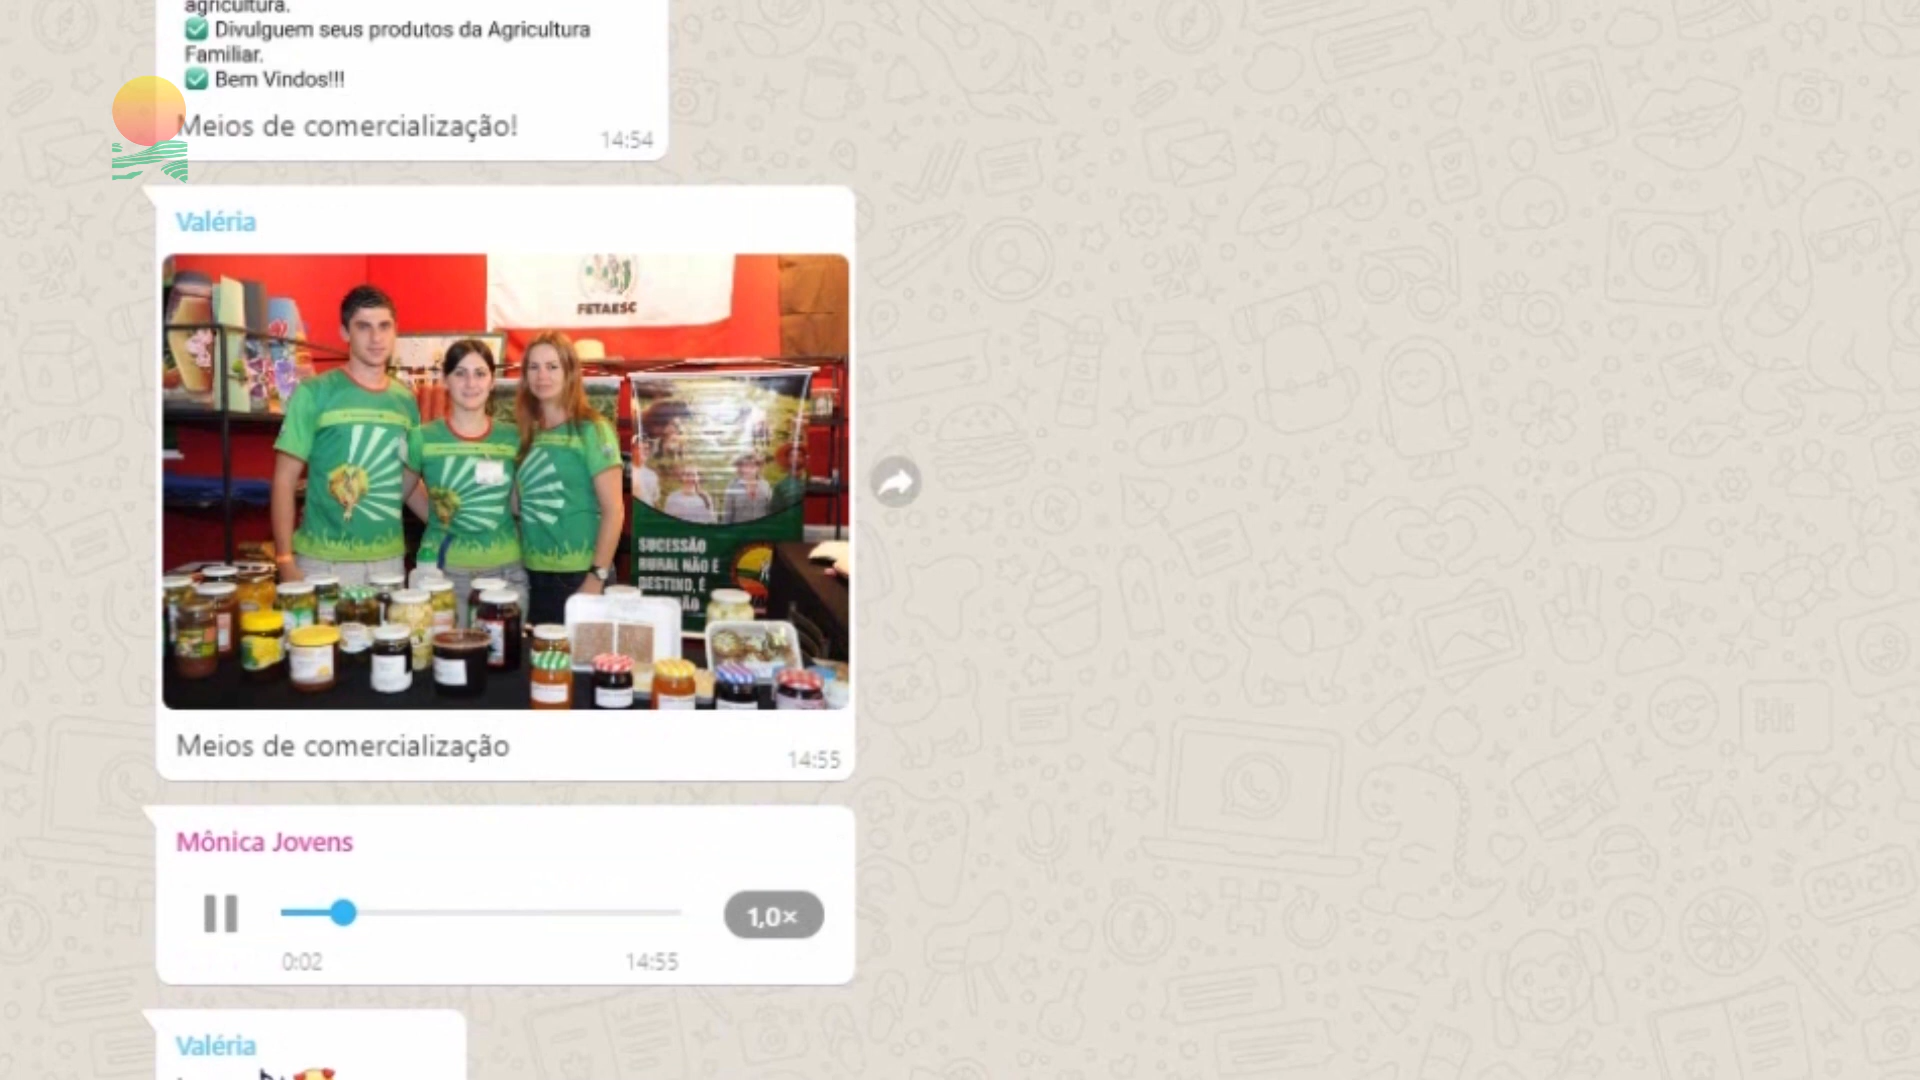 agricultura.
✅ Divulguem seus produtos da Agricultura
Familiar.
✅ Bem Vindos!!!
Meios de comercialização!
14:54
Valéria
FETAESC
SUCESSÃO
RURAL NÃO É
DESTINO, É
Meios de comercialização
14:55
Mônica Jovens
1,0×
0:02
14:55
Valéria